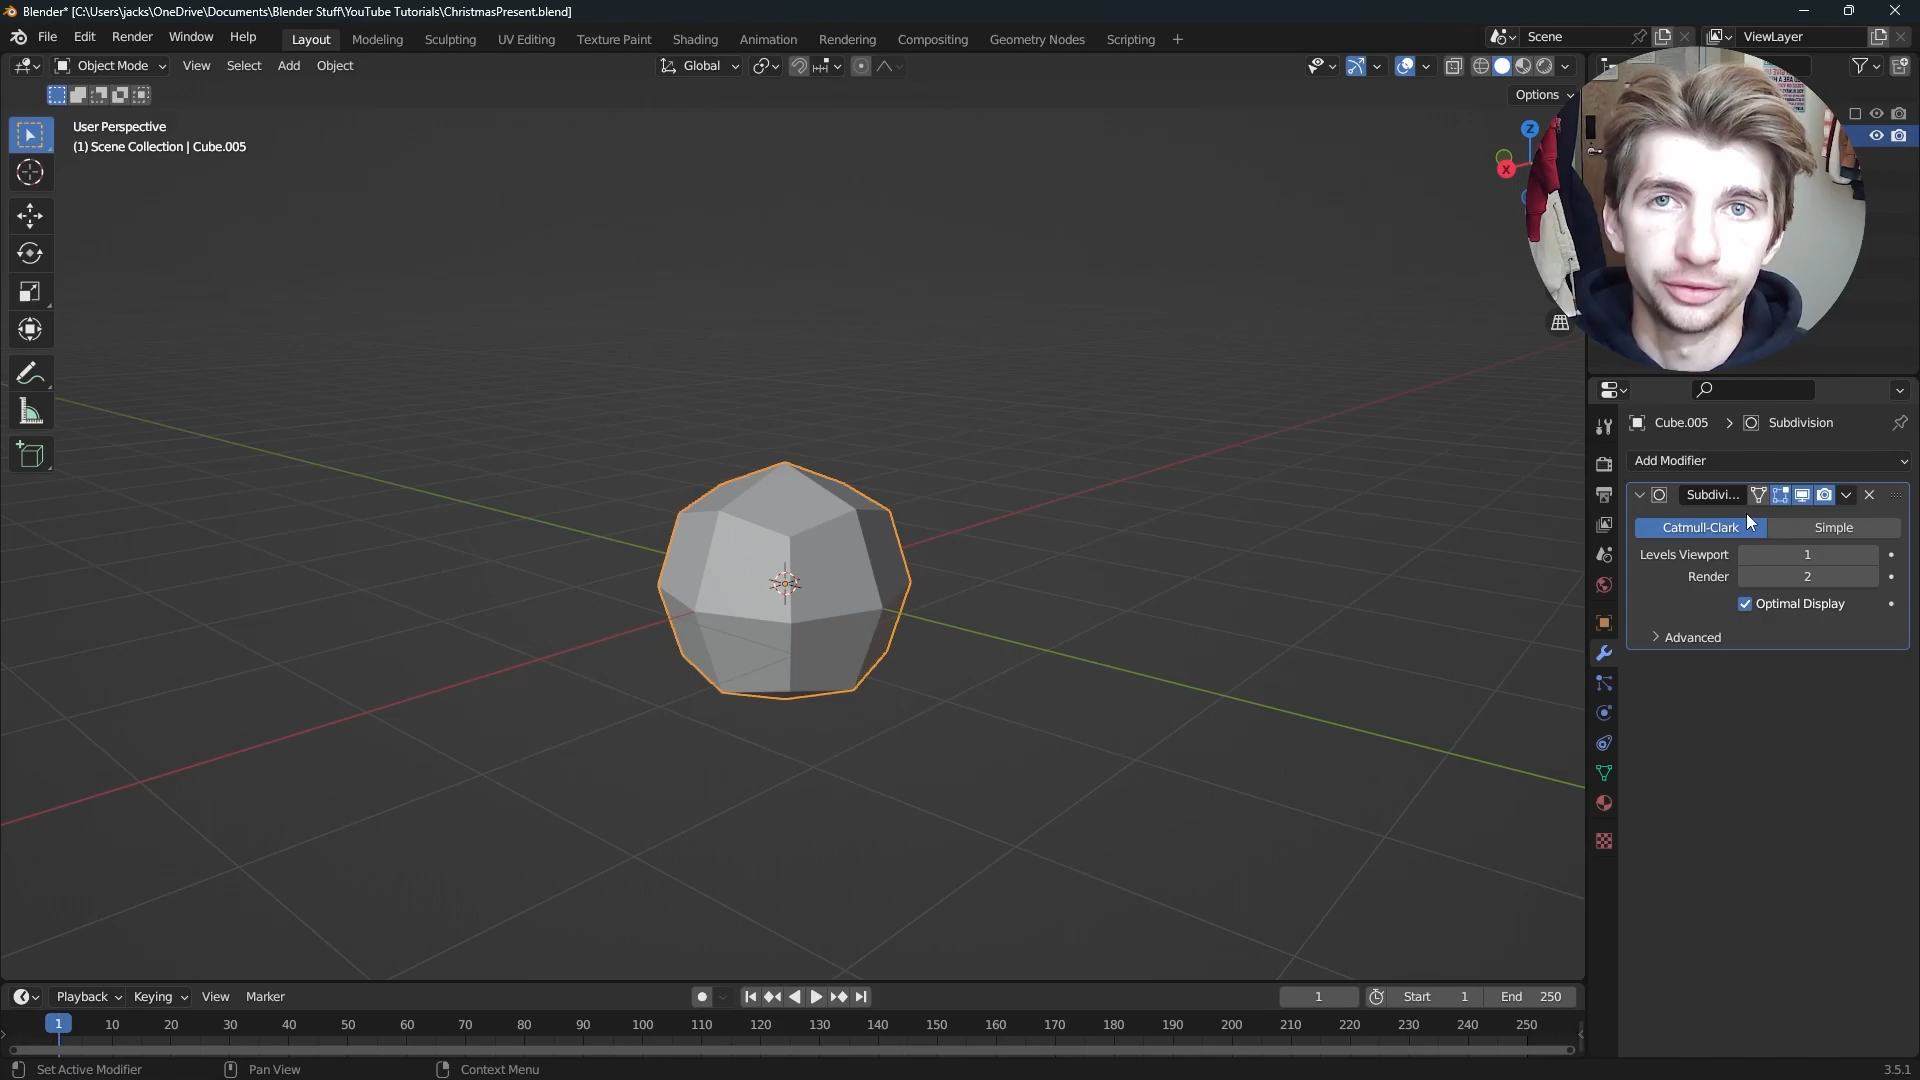 Blender* [C:\Users\jacks\OneDrive\Documents\Blender Stuff\YouTube Tutorials\ChristmasPresent.blend]
File Edit Render Window Help Layout Modeling Sculpting UV Editing Texture Paint Shading Animation Rendering Compositing Geometry Nodes Scripting + Scene ViewLayer
Object Mode View Select Add Object Global
Options
User Perspective
(1) Scene Collection | Cube.005
Z
X
Cube.005 > Subdivision
Add Modifier
Subdivi...
Catmull-Clark Simple
Levels Viewport 1
Render 2
Optimal Display
Advanced
Playback Keying View Marker 1 Start 1 End 250
1 10 20 30 40 50 60 70 80 90 100 110 120 130 140 150 160 170 180 190 200 210 220 230 240 250
Set Active Modifier Pan View Context Menu 3.5.1